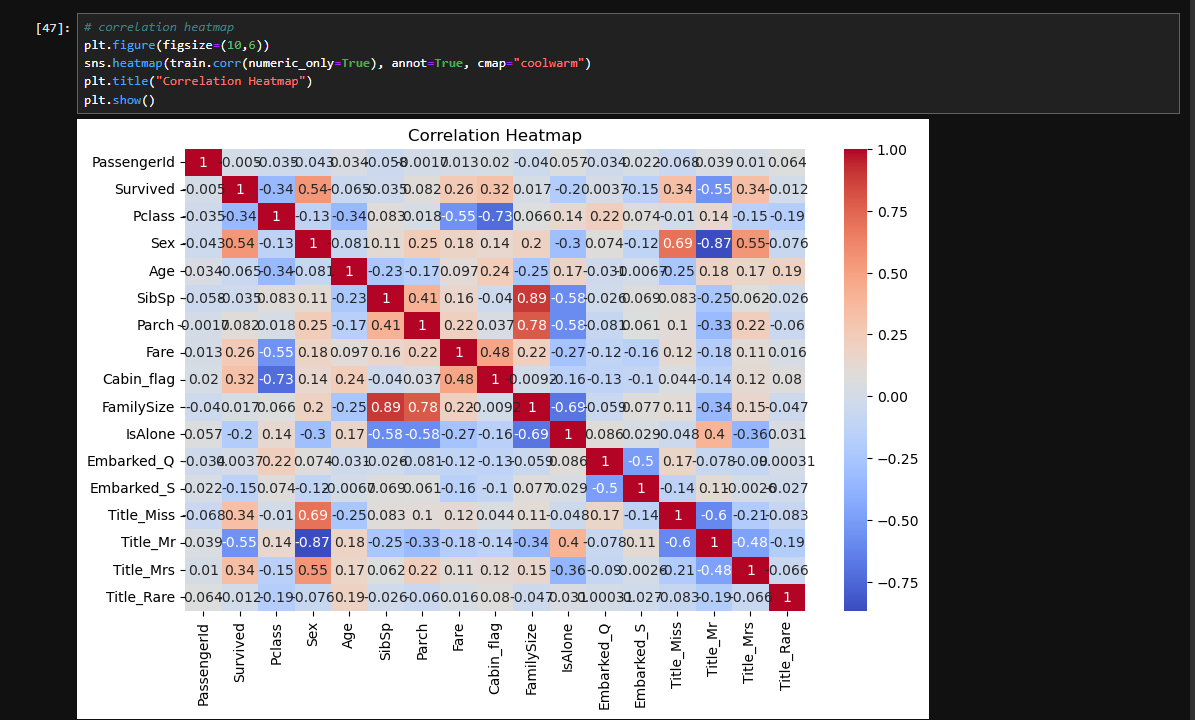 [47]:
# correlation heatmap
plt.figure(figsize=(10,6))
sns.heatmap(train.corr(numeric_only=True), annot=True, cmap="coolwarm")
plt.title("Correlation Heatmap")
plt.show()
Correlation Heatmap
PassengerId 1 -0.005 -0.035 0.043 0.034 -0.058 -0.0017 0.013 0.02 -0.04 0.057 -0.034 0.022 -0.068 0.039 0.01 0.064
Survived -0.005 1 -0.34 0.54 -0.065 -0.035 0.082 0.26 0.32 0.017 -0.2 0.0037 -0.15 0.34 -0.55 0.34 -0.012
Pclass -0.035 -0.34 1 -0.13 -0.34 0.083 0.018 -0.55 -0.73 0.066 0.14 0.22 0.074 -0.01 0.14 -0.15 -0.19
Sex -0.043 0.54 -0.13 1 -0.081 0.11 0.25 0.18 0.14 0.2 -0.3 0.074 -0.12 0.69 -0.87 0.55 -0.076
Age 0.034 -0.065 -0.34 -0.081 1 -0.23 -0.17 0.097 0.24 -0.25 0.17 -0.031 -0.0067 -0.25 0.18 0.17 0.19
SibSp -0.058 -0.035 0.083 0.11 -0.23 1 0.41 0.16 -0.04 0.89 -0.58 -0.026 0.069 0.083 -0.25 0.062 -0.026
Parch -0.0017 0.082 0.018 0.25 -0.17 0.41 1 0.22 0.037 0.78 -0.58 -0.081 0.061 0.1 -0.33 0.22 -0.06
Fare 0.013 0.26 -0.55 0.18 0.097 0.16 0.22 1 0.48 0.22 -0.27 -0.12 -0.16 0.12 -0.18 0.11 0.016
Cabin_flag 0.02 0.32 -0.73 0.14 0.24 -0.04 0.037 0.48 1 -0.0092 -0.16 -0.13 -0.1 0.044 -0.14 0.12 0.08
FamilySize -0.04 0.017 0.066 0.2 -0.25 0.89 0.78 0.22 -0.0092 1 -0.69 -0.059 0.077 0.11 -0.34 0.15 -0.047
IsAlone 0.057 -0.2 0.14 -0.3 0.17 -0.58 -0.58 -0.27 -0.16 -0.69 1 0.086 0.029 -0.048 0.4 -0.36 0.031
Embarked_Q -0.034 0.0037 0.22 0.074 -0.031 -0.026 -0.081 -0.12 -0.13 -0.059 0.086 1 -0.5 0.17 -0.078 -0.09 0.00031
Embarked_S 0.022 -0.15 0.074 -0.12 -0.0067 0.069 0.061 -0.16 -0.1 0.077 0.029 -0.5 1 -0.14 0.11 -0.0026 -0.027
Title_Miss -0.068 0.34 -0.01 0.69 -0.25 0.083 0.1 0.12 0.044 0.11 -0.048 0.17 -0.14 1 -0.6 -0.21 -0.083
Title_Mr 0.039 -0.55 0.14 -0.87 0.18 -0.25 -0.33 -0.18 -0.14 -0.34 0.4 -0.078 0.11 -0.6 1 -0.48 -0.19
Title_Mrs 0.01 0.34 -0.15 0.55 0.17 0.062 0.22 0.11 0.12 0.15 -0.36 -0.09 -0.0026 -0.21 -0.48 1 -0.066
Title_Rare 0.064 -0.012 -0.19 -0.076 0.19 -0.026 -0.06 0.016 0.08 -0.047 0.031 0.00031 -0.027 -0.083 -0.19 -0.066 1
PassengerId Survived Pclass Sex Age SibSp Parch Fare Cabin_flag FamilySize IsAlone Embarked_Q Embarked_S Title_Miss Title_Mr Title_Mrs Title_Rare
1.00
0.75
0.50
0.25
0.00
−0.25
−0.50
−0.75